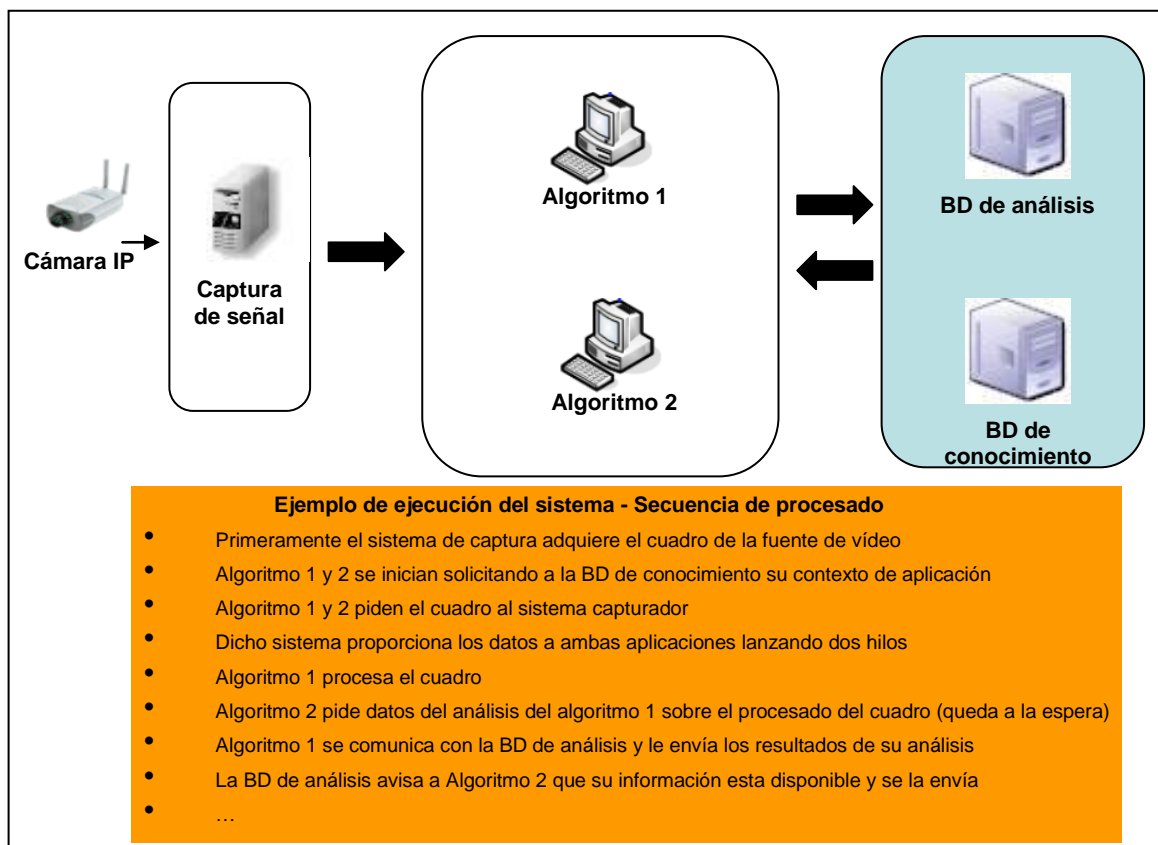 Cámara IP
Captura
de señal
Algoritmo 1
Algoritmo 2
BD de análisis
BD de
conocimiento
Ejemplo de ejecución del sistema - Secuencia de procesado
• Primeramente el sistema de captura adquiere el cuadro de la fuente de vídeo
• Algoritmo 1 y 2 se inician solicitando a la BD de conocimiento su contexto de aplicación
• Algoritmo 1 y 2 piden el cuadro al sistema capturador
• Dicho sistema proporciona los datos a ambas aplicaciones lanzando dos hilos
• Algoritmo 1 procesa el cuadro
• Algoritmo 2 pide datos del análisis del algoritmo 1 sobre el procesado del cuadro (queda a la espera)
• Algoritmo 1 se comunica con la BD de análisis y le envía los resultados de su análisis
• La BD de análisis avisa a Algoritmo 2 que su información esta disponible y se la envía
• …